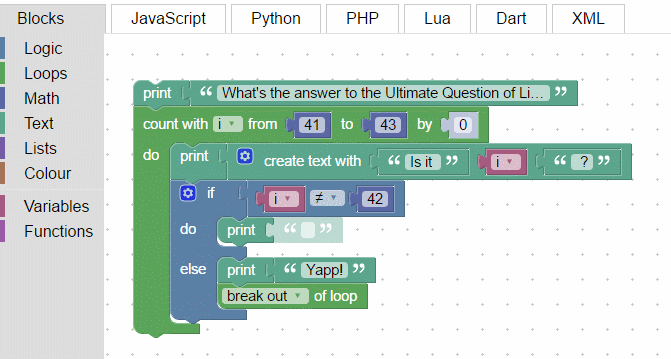 Blocks JavaScript Python PHP Lua Dart XML
Logic
Loops
Math
Text
Lists
Colour
Variables
Functions
print “ What's the answer to the Ultimate Question of Li... ”
count with i from 41 to 43 by 0
do print create text with “ Is it ” i “ ? ”
if i ≠ 42
do print “ ”
else print “ Yapp! ”
break out of loop